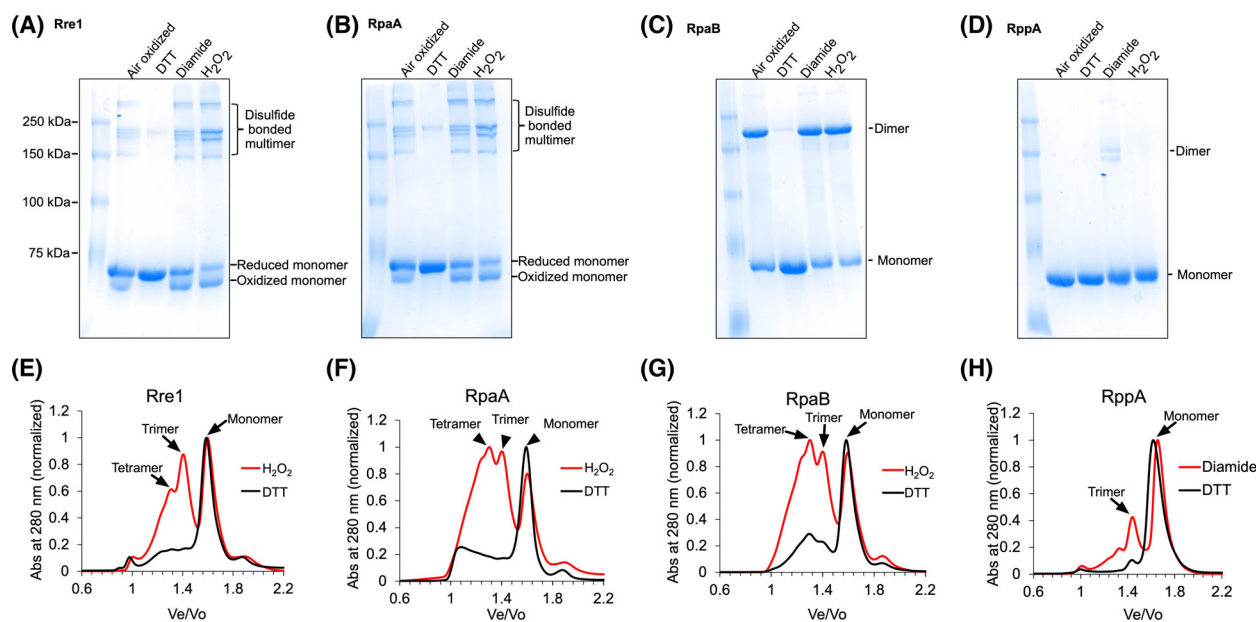 (A) Rre1
Air oxidized
DTT
Diamide
H₂O₂
250 kDa
150 kDa
100 kDa
75 kDa
Disulfide
bonded
multimer
Reduced monomer
Oxidized monomer
(B) RpaA
Air oxidized
DTT
Diamide
H₂O₂
Disulfide
bonded
multimer
Reduced monomer
Oxidized monomer
(C) RpaB
Air oxidized
DTT
Diamide
H₂O₂
Dimer
Monomer
(D) RppA
Air oxidized
DTT
Diamide
H₂O₂
Dimer
Monomer
(E) Rre1
Abs at 280 nm (normalized)
1.2
1
0.8
0.6
0.4
0.2
0
Tetramer
Trimer
Monomer
H₂O₂
DTT
0.6 1 1.4 1.8 2.2
Ve/Vo
(F) RpaA
Abs at 280 nm (normalized)
1.2
1
0.8
0.6
0.4
0.2
0
Tetramer
Trimer
Monomer
H₂O₂
DTT
0.6 1 1.4 1.8 2.2
Ve/Vo
(G) RpaB
Abs at 280 nm (normalized)
1.2
1
0.8
0.6
0.4
0.2
0
Tetramer
Trimer
Monomer
H₂O₂
DTT
0.6 1 1.4 1.8 2.2
Ve/Vo
(H) RppA
Abs at 280 nm (normalized)
1.2
1
0.8
0.6
0.4
0.2
0
Trimer
Monomer
Diamide
DTT
0.6 1 1.4 1.8 2.2
Ve/Vo